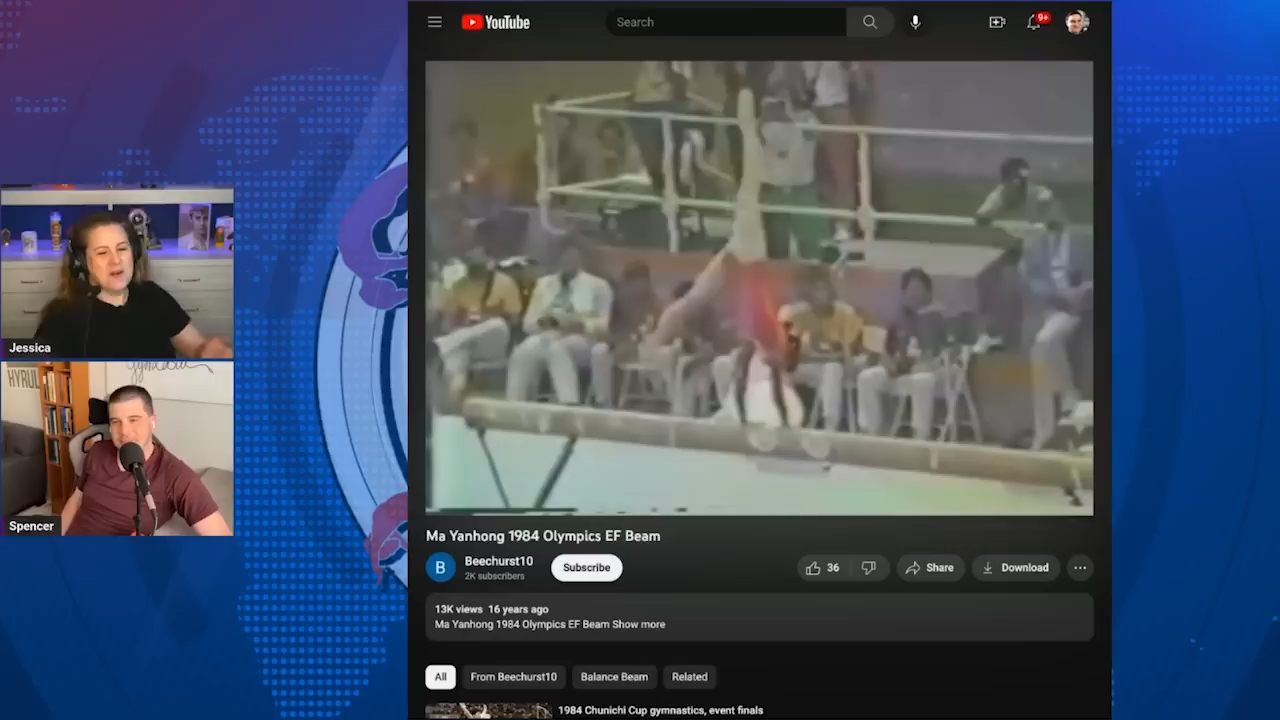 YouTube
Search
9+
Jessica
HYRUL
Spencer
Ma Yanhong 1984 Olympics EF Beam
B
Beechurst10
2K subscribers
Subscribe
36
Share
Download
13K views 16 years ago
Ma Yanhong 1984 Olympics EF Beam Show more
All
From Beechurst10
Balance Beam
Related
1984 Chunichi Cup gymnastics, event finals